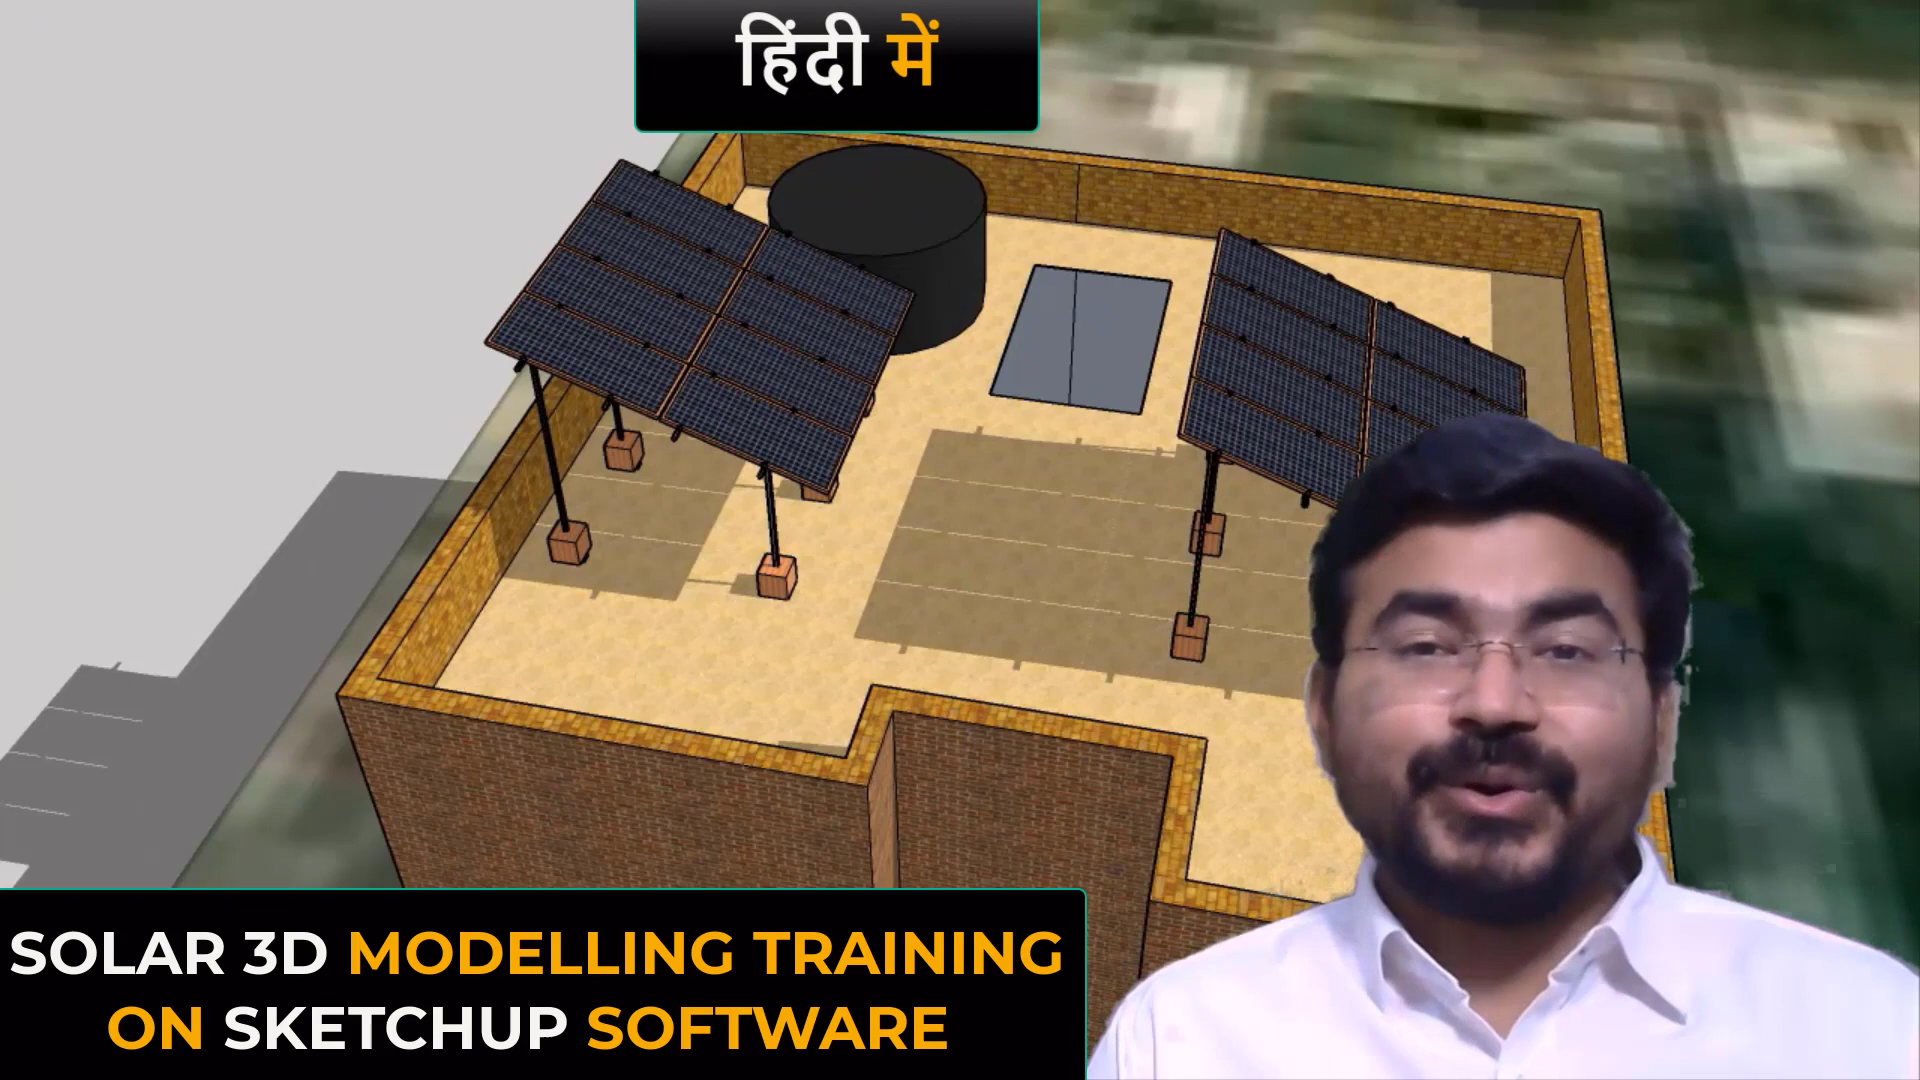 हिंदी में
SOLAR 3D MODELLING TRAINING
ON SKETCHUP SOFTWARE